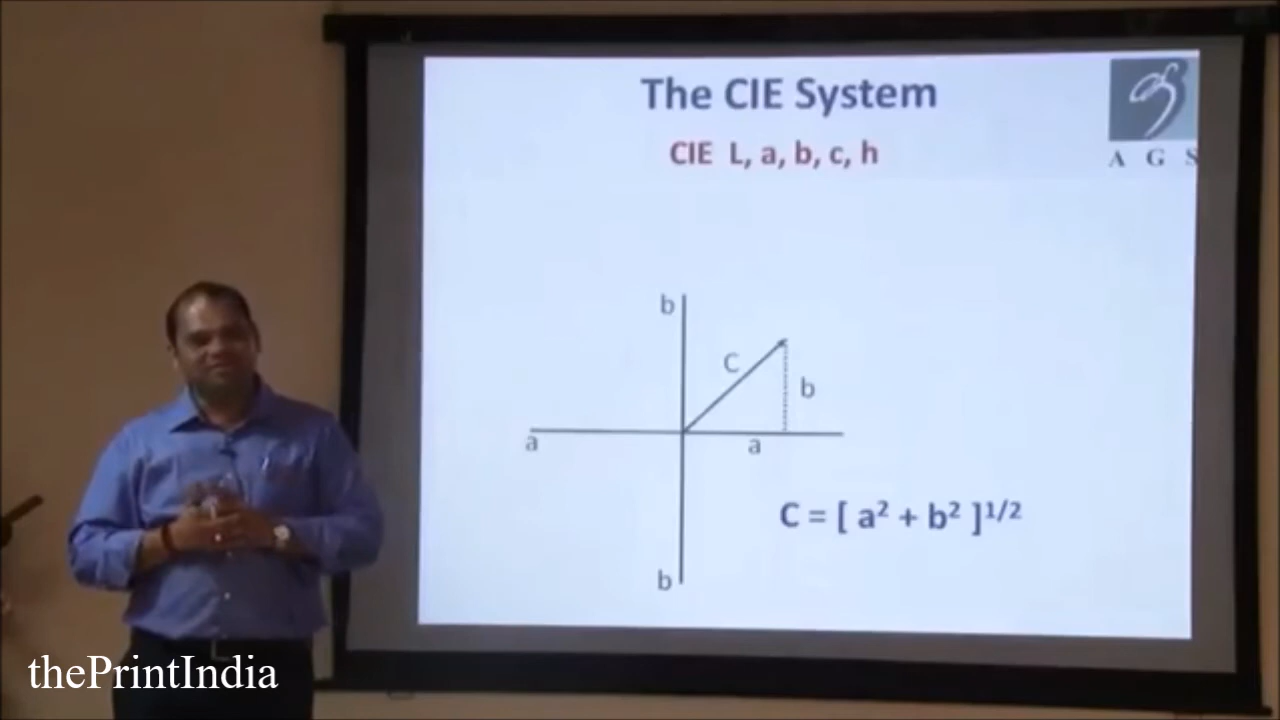 The CIE System
CIE L, a, b, c, h
A G S
b
C
b
a
a
C = [ a² + b² ]¹/²
b
thePrintIndia